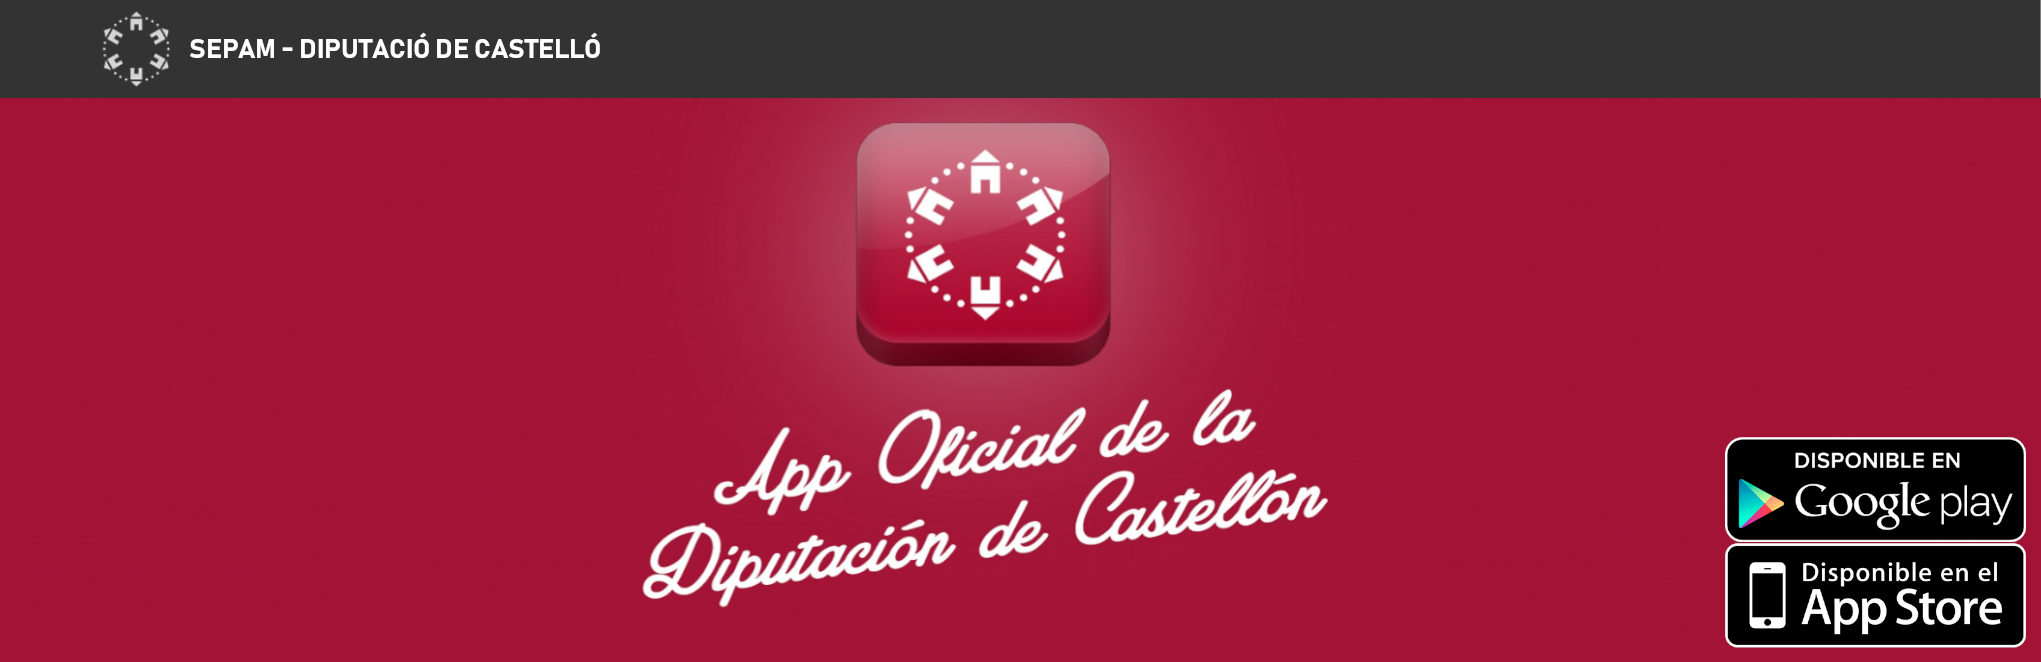 SEPAM - DIPUTACIÓ DE CASTELLÓ
App Oficial de la
Diputación de Castellón
DISPONIBLE EN
Google play
Disponible en el
App Store